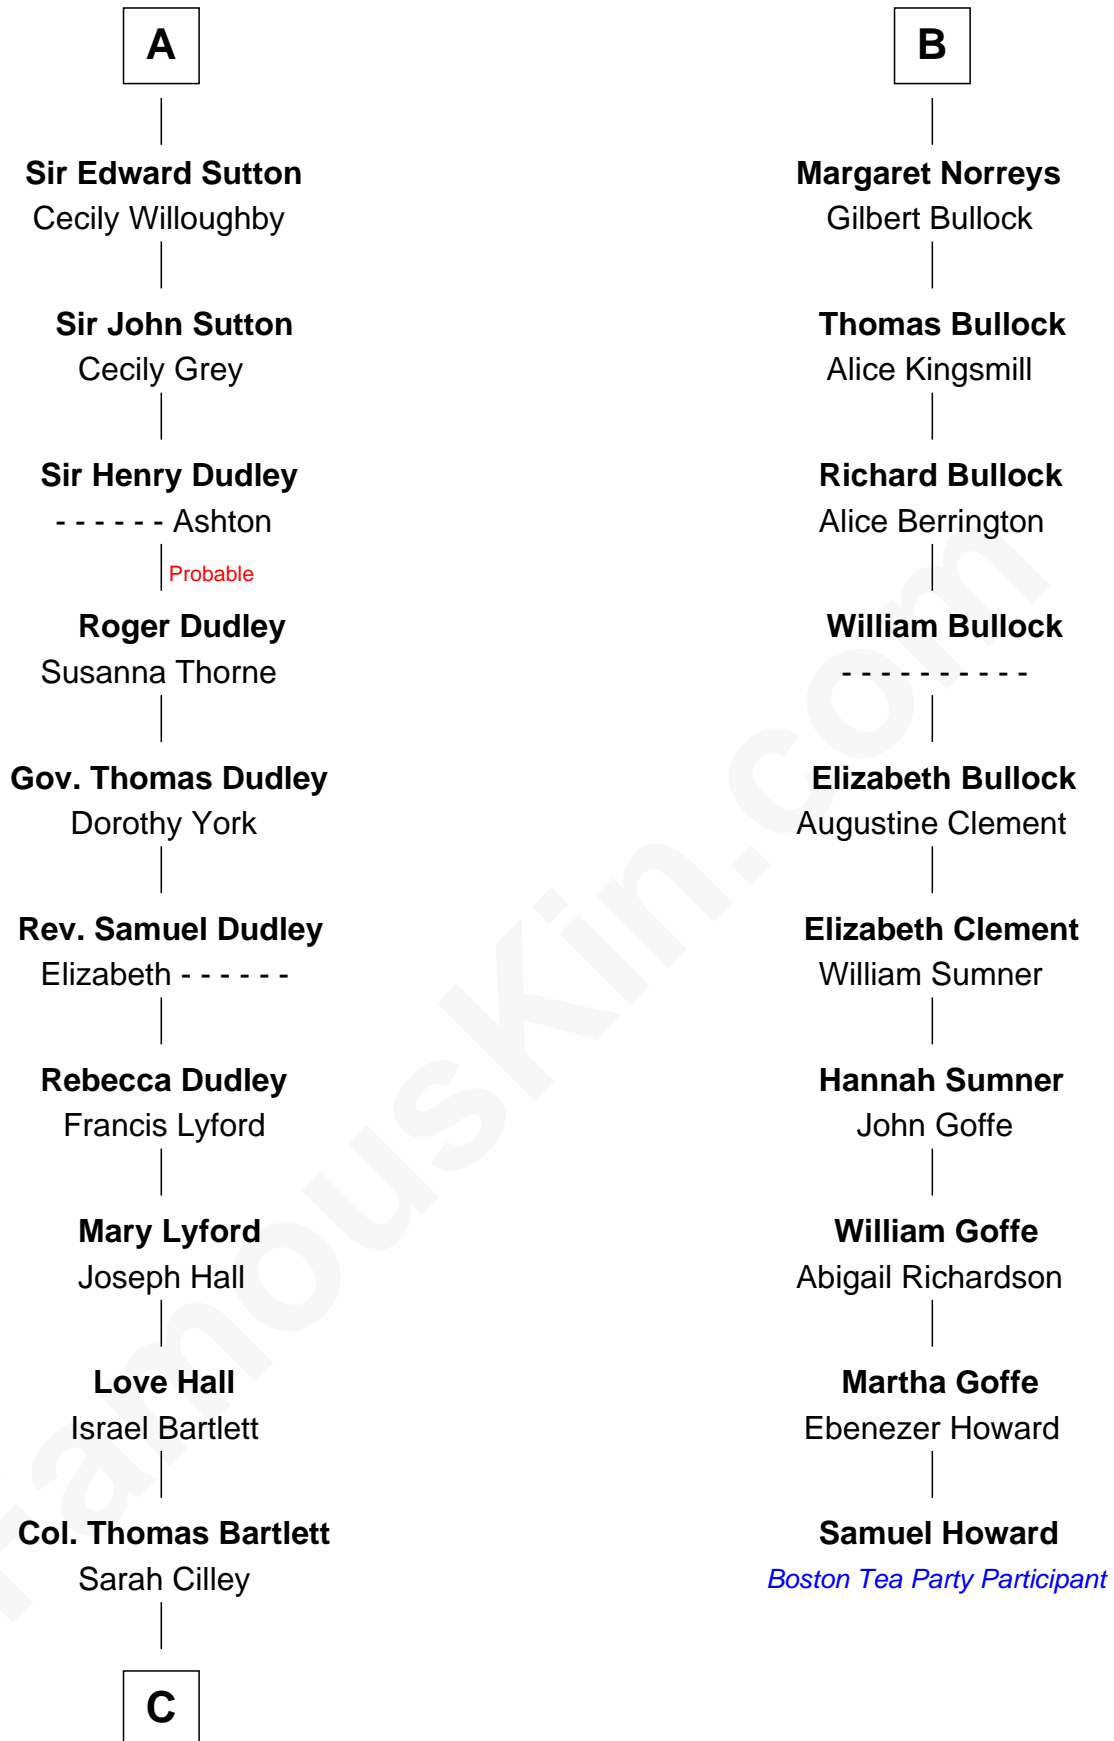 A
Sir Edward Sutton
Cecily Willoughby
Sir John Sutton
Cecily Grey
Sir Henry Dudley
- - - - - - Ashton
Probable
Roger Dudley
Susanna Thorne
Gov. Thomas Dudley
Dorothy York
Rev. Samuel Dudley
Elizabeth - - - - - -
Rebecca Dudley
Francis Lyford
Mary Lyford
Joseph Hall
Love Hall
Israel Bartlett
Col. Thomas Bartlett
Sarah Cilley
C
B
Margaret Norreys
Gilbert Bullock
Thomas Bullock
Alice Kingsmill
Richard Bullock
Alice Berrington
William Bullock
- - - - - - - - - -
Elizabeth Bullock
Augustine Clement
Elizabeth Clement
William Sumner
Hannah Sumner
John Goffe
William Goffe
Abigail Richardson
Martha Goffe
Ebenezer Howard
Samuel Howard
Boston Tea Party Participant
FamousKin.com